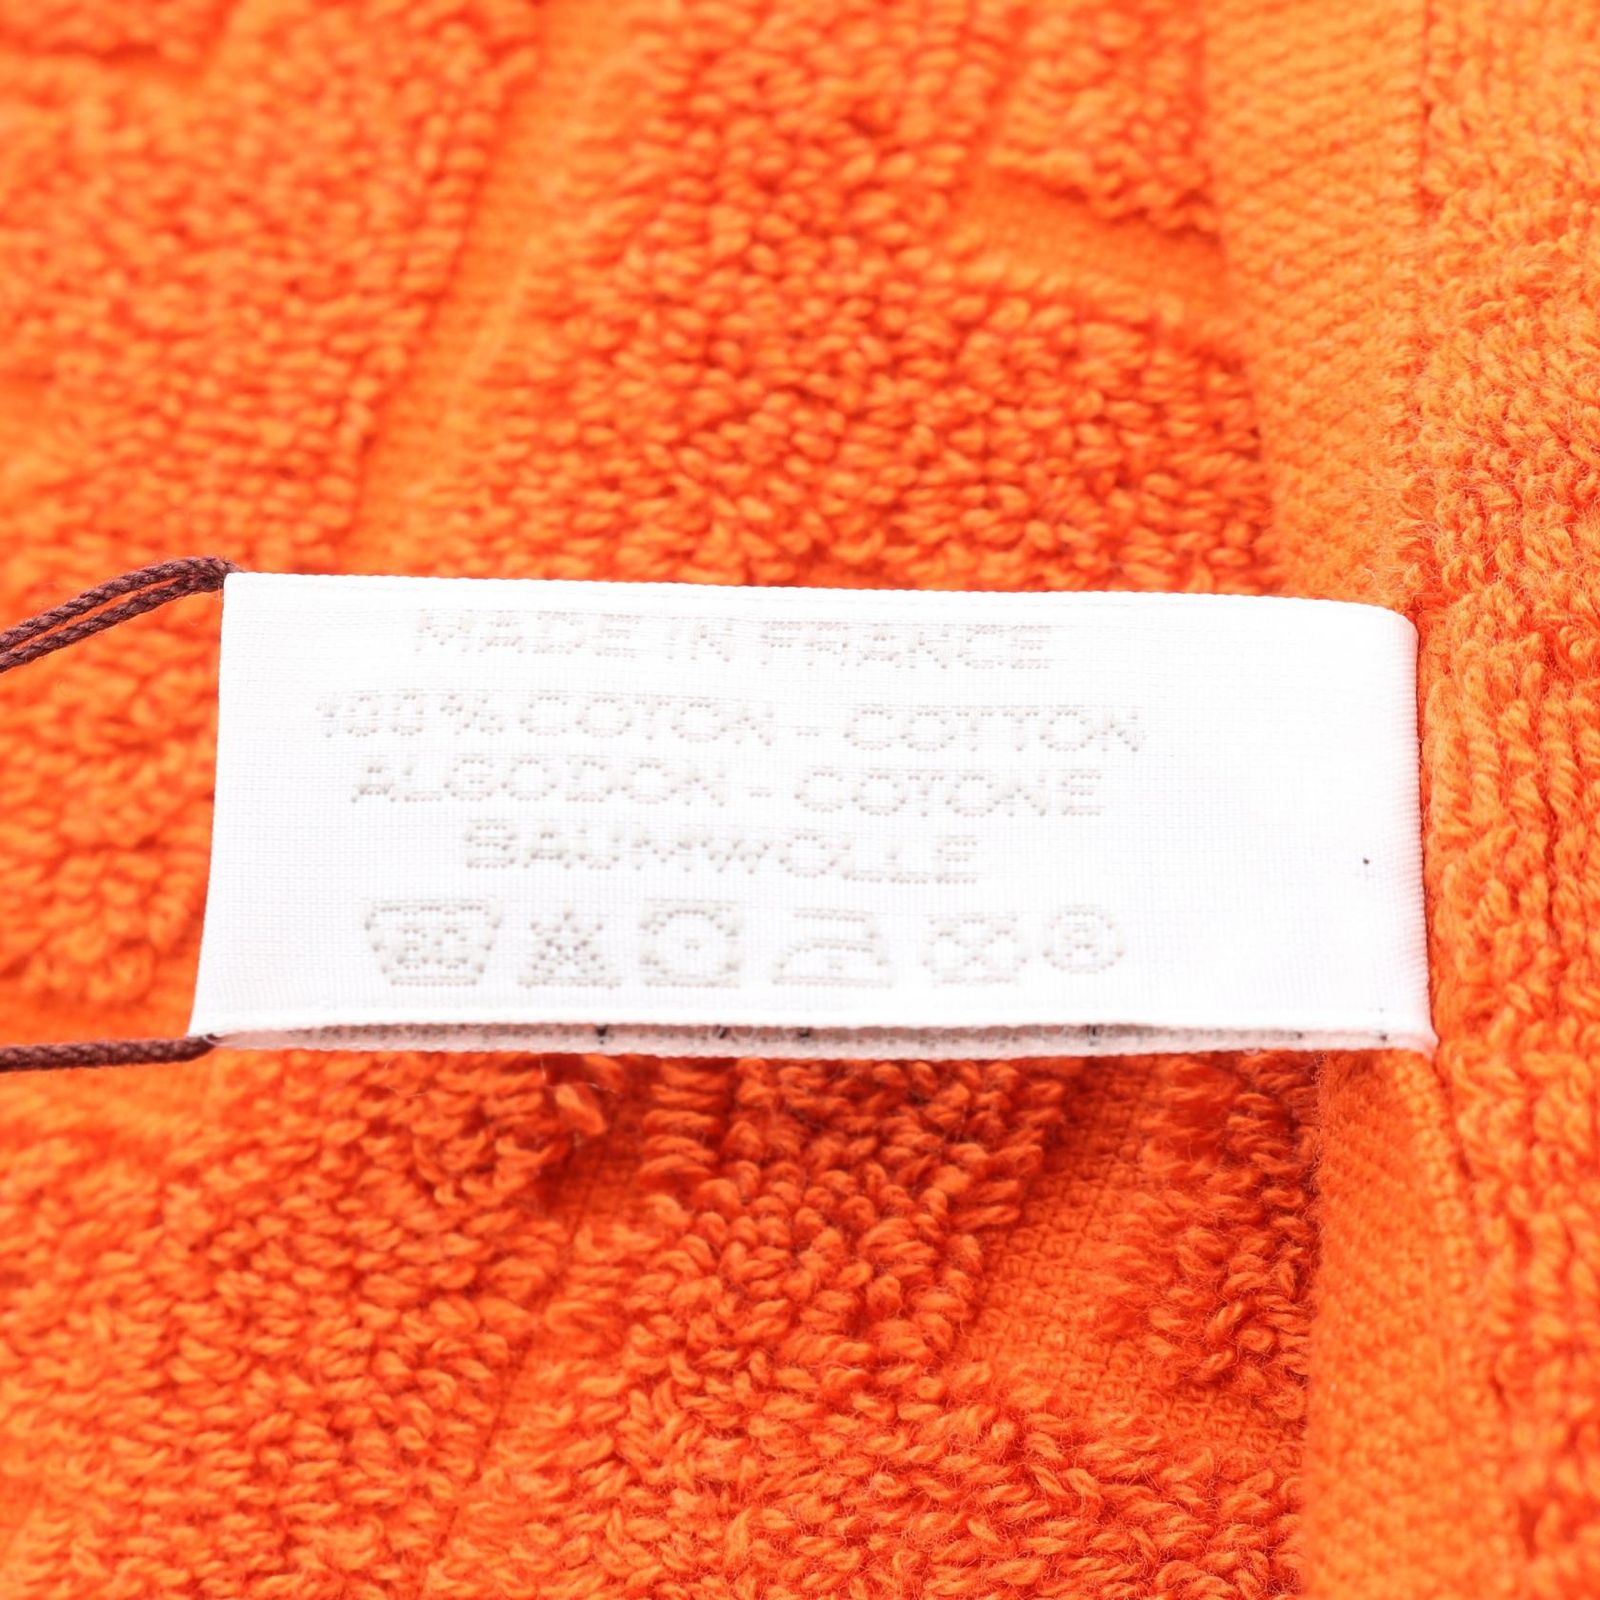 MADE IN FRANCE
100% COTON - COTTON
ALGODON - COTONE
BAUMWOLLE
®